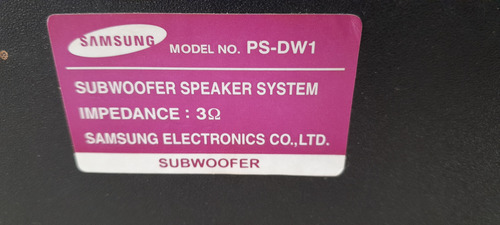 SAMSUNG MODEL NO. PS-DW1
SUBWOOFER SPEAKER SYSTEM
IMPEDANCE : 3Ω
SAMSUNG ELECTRONICS CO.,LTD.
SUBWOOFER